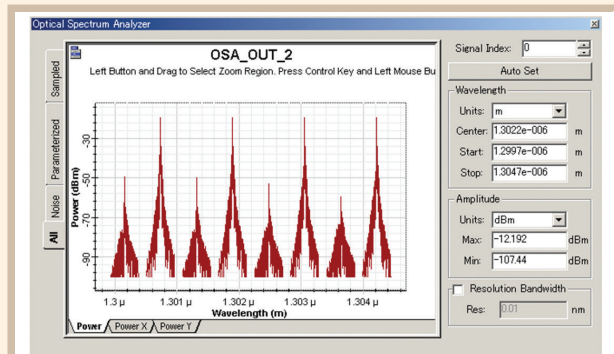 Optical Spectrum Analyzer
OSA_OUT_2
Left Button and Drag to Select Zoom Region. Press Control Key and Left Mouse Bu
Sampled
Parameterized
Noise
All
Power (dBm)
-30
-50
-70
-90
1.3 µ
1.301 µ
1.302 µ
1.303 µ
1.304 µ
Wavelength (m)
Power
Power X
Power Y
Signal Index: 0
Auto Set
Wavelength
Units: m
Center: 1.3022e-006 m
Start: 1.2997e-006 m
Stop: 1.3047e-006 m
Amplitude
Units: dBm
Max: -12.192 dBm
Min: -107.44 dBm
Resolution Bandwidth
Res: 0.01 nm